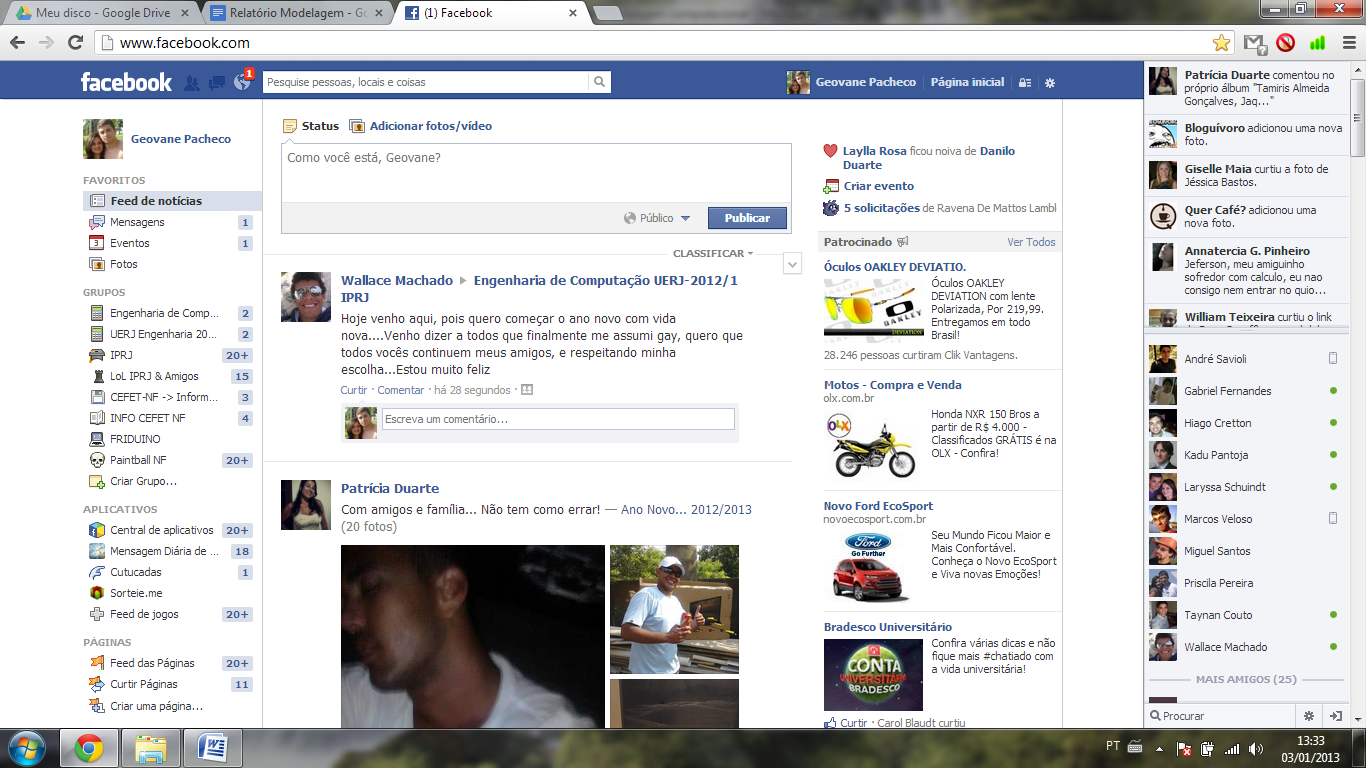 Meu disco - Google Drive
Relatório Modelagem - Go
(1) Facebook
www.facebook.com
facebook
1
Pesquise pessoas, locais e coisas
Geovane Pacheco
Página inicial
Geovane Pacheco
FAVORITOS
Feed de notícias
Mensagens 1
Eventos 1
Fotos
GRUPOS
Engenharia de Comp... 2
UERJ Engenharia 20... 2
IPRJ 20+
LoL IPRJ & Amigos 15
CEFET-NF -> Inform... 3
INFO CEFET NF 4
FRIDUINO
Paintball NF 20+
Criar Grupo...
APLICATIVOS
Central de aplicativos 20+
Mensagem Diária de ... 18
Cutucadas 1
Sorteie.me
Feed de jogos 20+
PÁGINAS
Feed das Páginas 20+
Curtir Páginas 11
Criar uma página...
Status
Adicionar fotos/vídeo
Como você está, Geovane?
Público
Publicar
CLASSIFICAR
Wallace Machado ▸ Engenharia de Computação UERJ-2012/1
IPRJ
Hoje venho aqui, pois quero começar o ano novo com vida
nova....Venho dizer a todos que finalmente me assumi gay, quero que
todos vocês continuem meus amigos, e respeitando minha
escolha...Estou muito feliz
Curtir · Comentar · há 28 segundos ·
Escreva um comentário...
Patrícia Duarte
Com amigos e família... Não tem como errar! — Ano Novo... 2012/2013
(20 fotos)
Laylla Rosa ficou noiva de Danilo
Duarte
Criar evento
5 solicitações de Ravena De Mattos Lambl
Patrocinado
Ver Todos
Óculos OAKLEY DEVIATIO.
OAKLEY
DEVIATION
Óculos OAKLEY
DEVIATION com lente
Polarizada, Por 219,99.
Entregamos em todo
Brasil!
28.246 pessoas curtiram Clik Vantagens.
Motos - Compra e Venda
olx.com.br
OLX
Honda NXR 150 Bros a
partir de R$ 4.000 -
Classificados GRÁTIS é na
OLX - Confira!
Novo Ford EcoSport
novoecosport.com.br
Ford
Go Further
Seu Mundo Ficou Maior e
Mais Confortável.
Conheça o Novo EcoSport
e Viva novas Emoções!
Bradesco Universitário
CONTA
UNIVERSITÁRIA
BRADESCO
Confira várias dicas e não
fique mais #chatiado com
a vida universitária!
Curtir · Carol Blaudt curtiu
Patrícia Duarte comentou no
próprio álbum "Tamiris Almeida
Gonçalves, Jaq..."
Bloguívoro adicionou uma nova
foto.
Giselle Maia curtiu a foto de
Jéssica Bastos.
Quer Café? adicionou uma
nova foto.
Annatercia G. Pinheiro
Jeferson, meu amiguinho
sofredor com calculo, eu nao
consigo nem entrar no quio...
William Teixeira curtiu o link
André Savioli
Gabriel Fernandes
Hiago Cretton
Kadu Pantoja
Laryssa Schuindt
Marcos Veloso
Miguel Santos
Priscila Pereira
Taynan Couto
Wallace Machado
MAIS AMIGOS (25)
Procurar
PT
13:33
03/01/2013